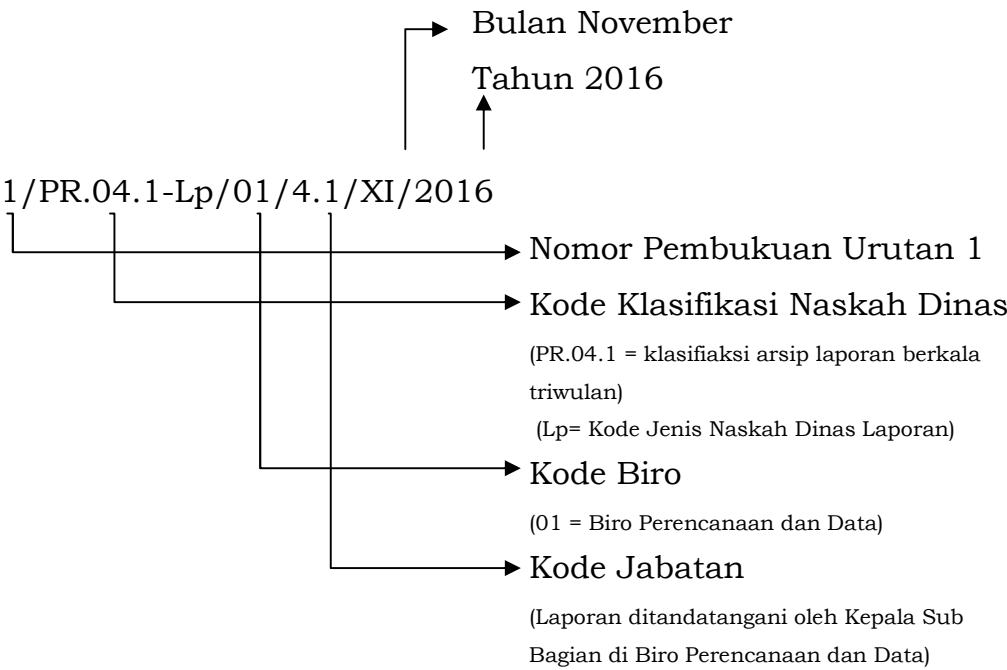 Bulan November
Tahun 2016
1/PR.04.1-Lp/01/4.1/XI/2016
Nomor Pembukuan Urutan 1
Kode Klasifikasi Naskah Dinas
(PR.04.1 = klasifiaksi arsip laporan berkala
triwulan)
(Lp= Kode Jenis Naskah Dinas Laporan)
Kode Biro
(01 = Biro Perencanaan dan Data)
Kode Jabatan
(Laporan ditandatangani oleh Kepala Sub
Bagian di Biro Perencanaan dan Data)